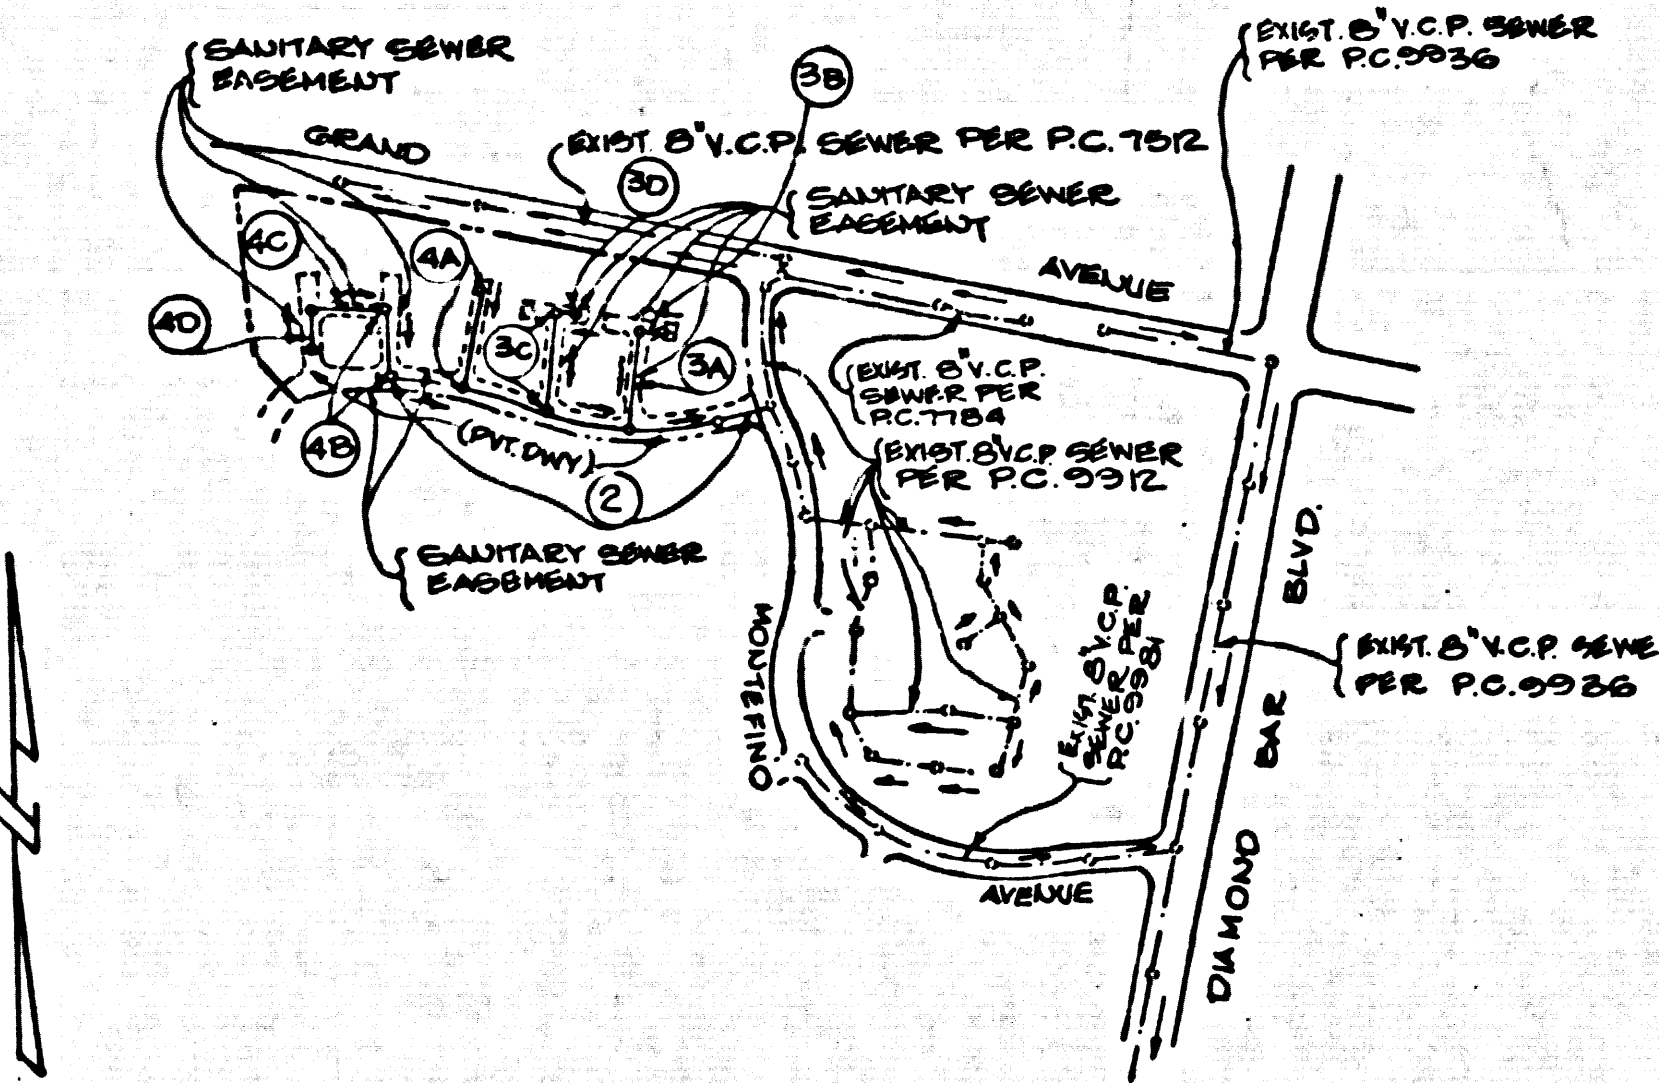 SANITARY SEWER
EASEMENT
EXIST. 8" V.C.P. SEWER
PER P.C. 9936
3B
GRAND
EXIST. 8" V.C.P. SEWER PER P.C. 7512
3D
SANITARY SEWER
EASEMENT
4C
4A
AVENUE
4D
3C
3A
EXIST. 8" V.C.P.
SEWER PER
P.C. 7784
4B
(PVT. DWY)
EXIST. 8" V.C.P. SEWER
PER P.C. 9912
2
SANITARY SEWER
EASEMENT
BLVD.
MONTEFINO
EXIST. 8" V.C.P.
SEWER PER
P.C. 9981
EXIST. 8" V.C.P. SEWE
PER P.C. 9936
BAR
AVENUE
DIAMOND